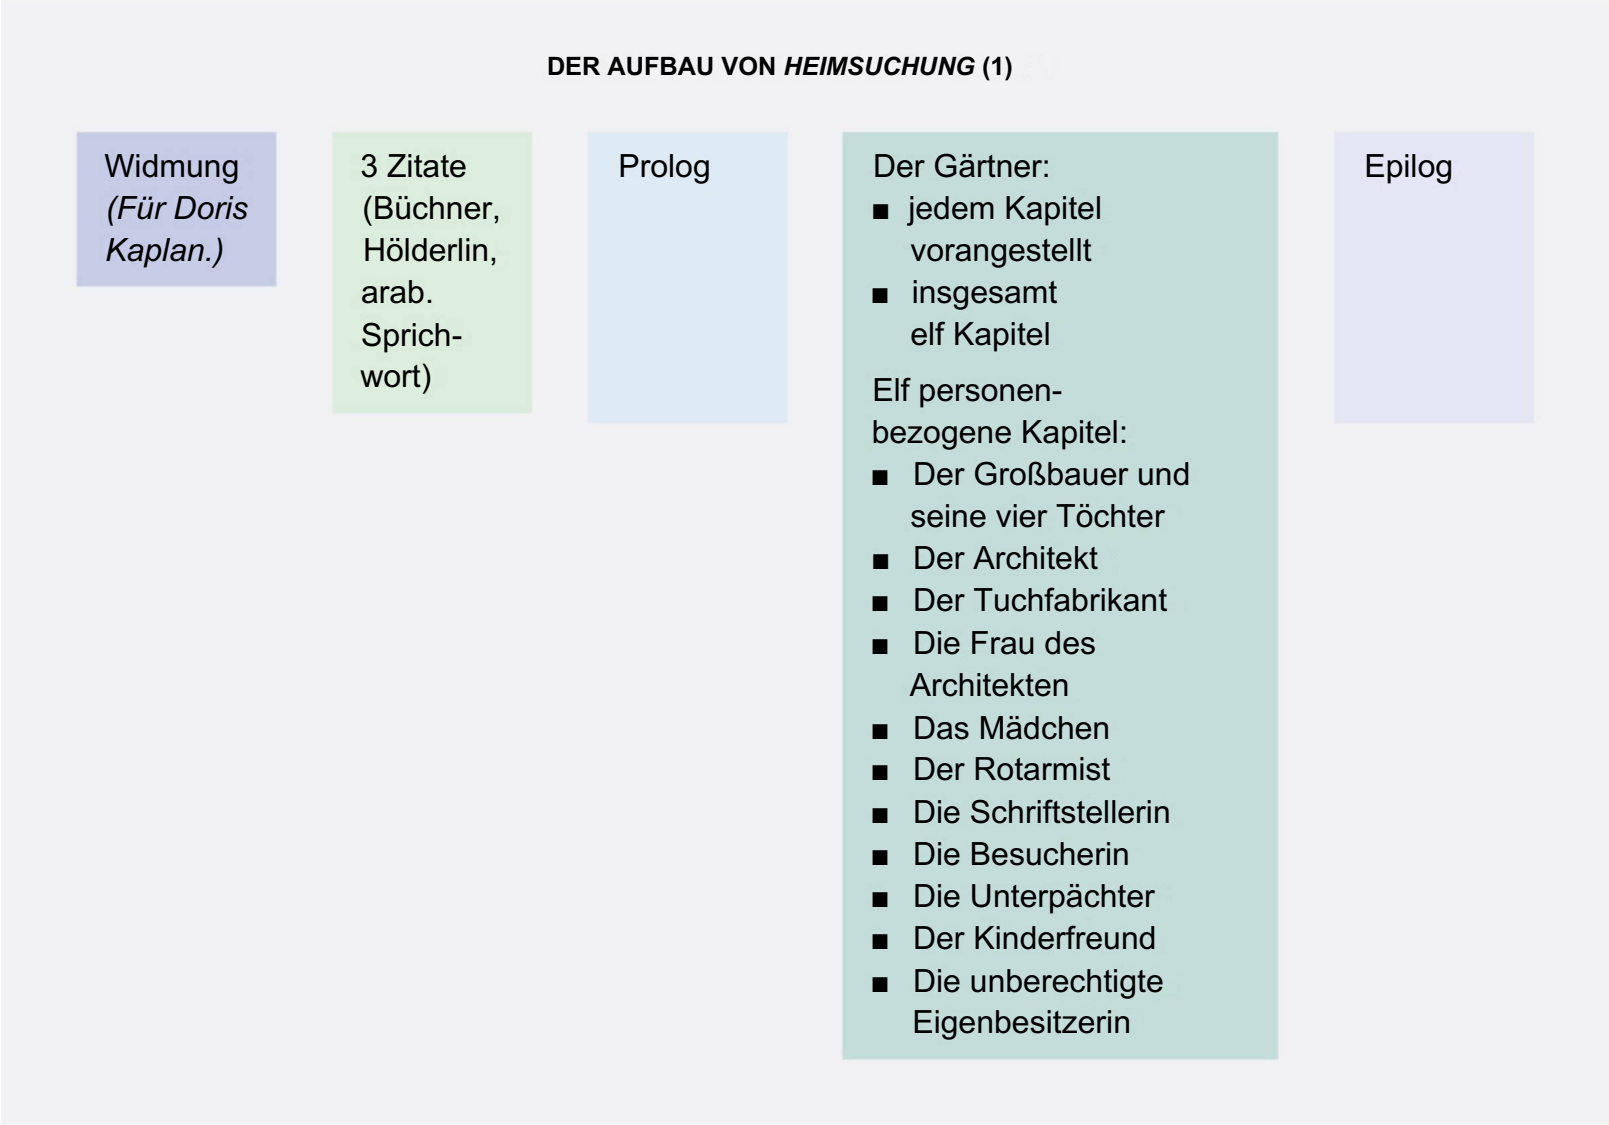 DER AUFBAU VON HEIMSUCHUNG (1)
Widmung
(Für Doris
Kaplan.)
3 Zitate
(Büchner,
Hölderlin,
arab.
Sprich-
wort)
Prolog
Der Gärtner:
■ jedem Kapitel
vorangestellt
■ insgesamt
elf Kapitel
Elf personen-
bezogene Kapitel:
■ Der Großbauer und
seine vier Töchter
■ Der Architekt
■ Der Tuchfabrikant
■ Die Frau des
Architekten
■ Das Mädchen
■ Der Rotarmist
■ Die Schriftstellerin
■ Die Besucherin
■ Die Unterpächter
■ Der Kinderfreund
■ Die unberechtigte
Eigenbesitzerin
Epilog